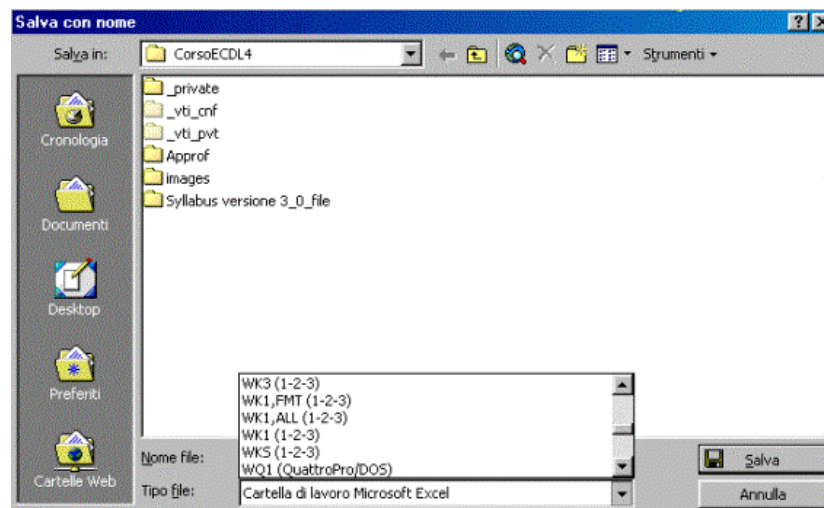 Salva con nome
Salva in:
CorsoECDL4
Strumenti
Cronologia
Documenti
Desktop
Preferiti
Cartelle Web
_private
_vti_cnf
_vti_pvt
Approf
images
Syllabus versione 3_0_file
WK3 (1-2-3)
WK1,FMT (1-2-3)
WK1,ALL (1-2-3)
WK1 (1-2-3)
WKS (1-2-3)
WQ1 (QuattroPro/DOS)
Nome file:
Salva
Tipo file:
Cartella di lavoro Microsoft Excel
Annulla